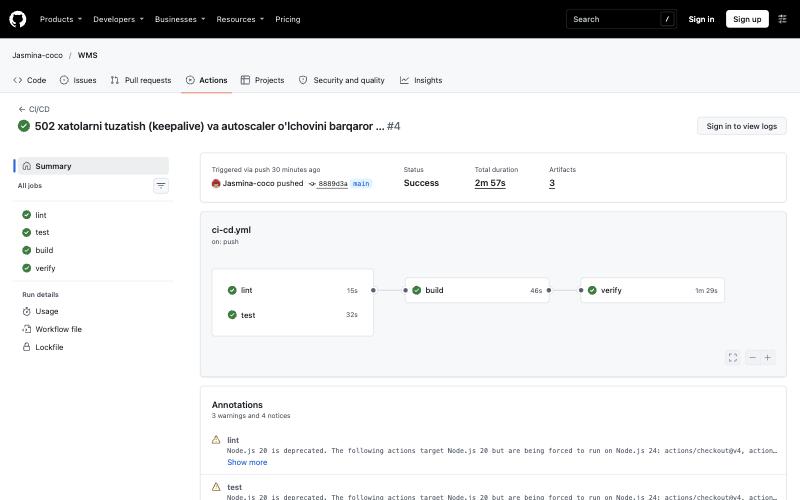 Products Developers Businesses Resources Pricing Search / Sign in Sign up
Jasmina-coco / WMS
Code Issues Pull requests Actions Projects Security and quality Insights
← CI/CD
502 xatolarni tuzatish (keepalive) va autoscaler o'lchovini barqaror ... #4
Sign in to view logs
Summary
All jobs
lint
test
build
verify
Run details
Usage
Workflow file
Lockfile
Triggered via push 30 minutes ago
Jasmina-coco pushed 8889d3a main
Status
Success
Total duration
2m 57s
Artifacts
3
ci-cd.yml
on: push
lint 15s
test 32s
build 46s
verify 1m 29s
Annotations
3 warnings and 4 notices
lint
Node.js 20 is deprecated. The following actions target Node.js 20 but are being forced to run on Node.js 24: actions/checkout@v4, action…
Show more
test
Node.js 20 is deprecated. The following actions target Node.js 20 but are being forced to run on Node.js 24: actions/checkout@v4, action…